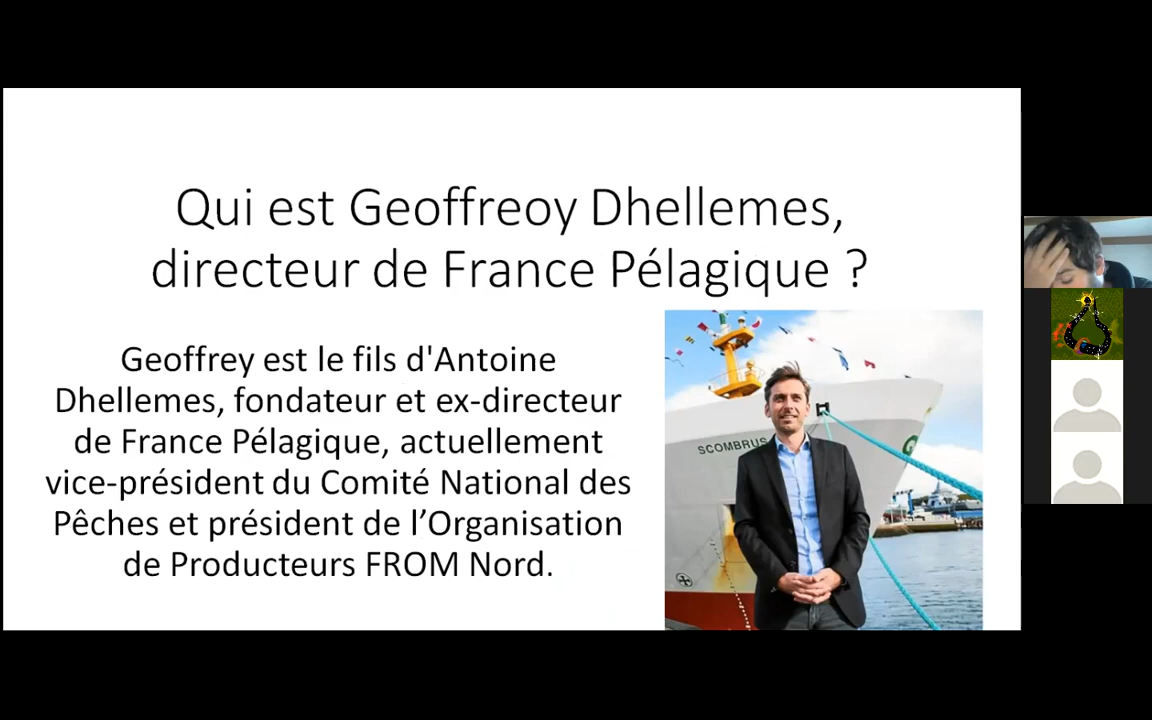 Qui est Geoffreoy Dhellemes,
directeur de France Pélagique ?
Geoffrey est le fils d'Antoine
Dhellemes, fondateur et ex-directeur
de France Pélagique, actuellement
vice-président du Comité National des
Pêches et président de l’Organisation
de Producteurs FROM Nord.
SCOMBRUS